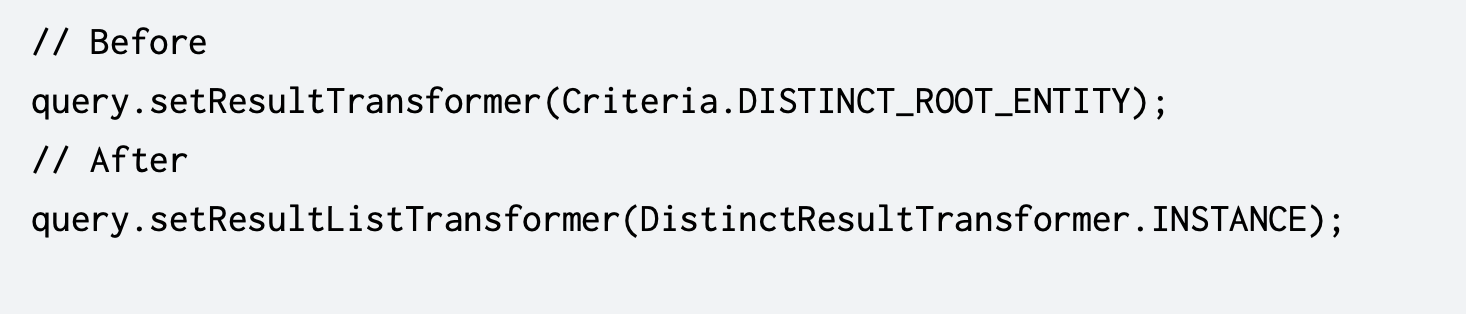 // Before
query.setResultTransformer(Criteria.DISTINCT_ROOT_ENTITY);
// After
query.setResultListTransformer(DistinctResultTransformer.INSTANCE);